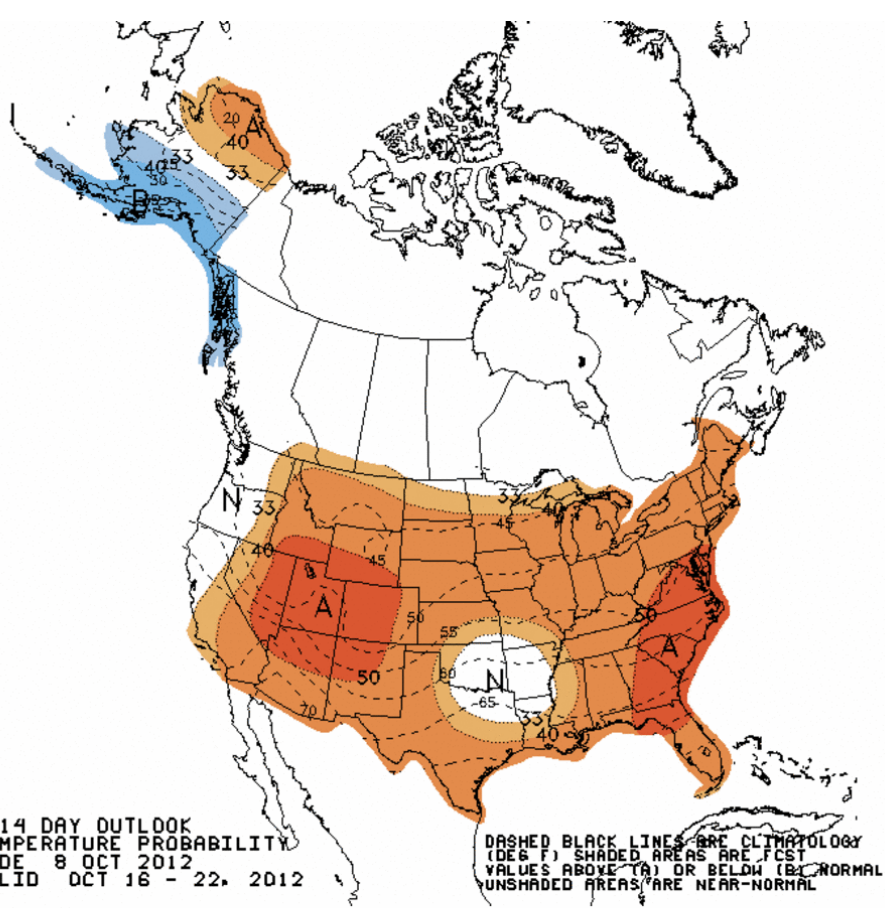 20
A
40
33
33
40
25
30
B
N
33
33
40
45
40
45
A
50
50
55
50
A
60
N
65
70
33
40
14 DAY OUTLOOK
MPERATURE PROBABILITY
DE 8 OCT 2012
LID OCT 16 - 22, 2012
DASHED BLACK LINES ARE CLIMATOLOGY
(DEG F) SHADED AREAS ARE FCST
VALUES ABOVE (A) OR BELOW (B) NORMAL
UNSHADED AREAS ARE NEAR-NORMAL